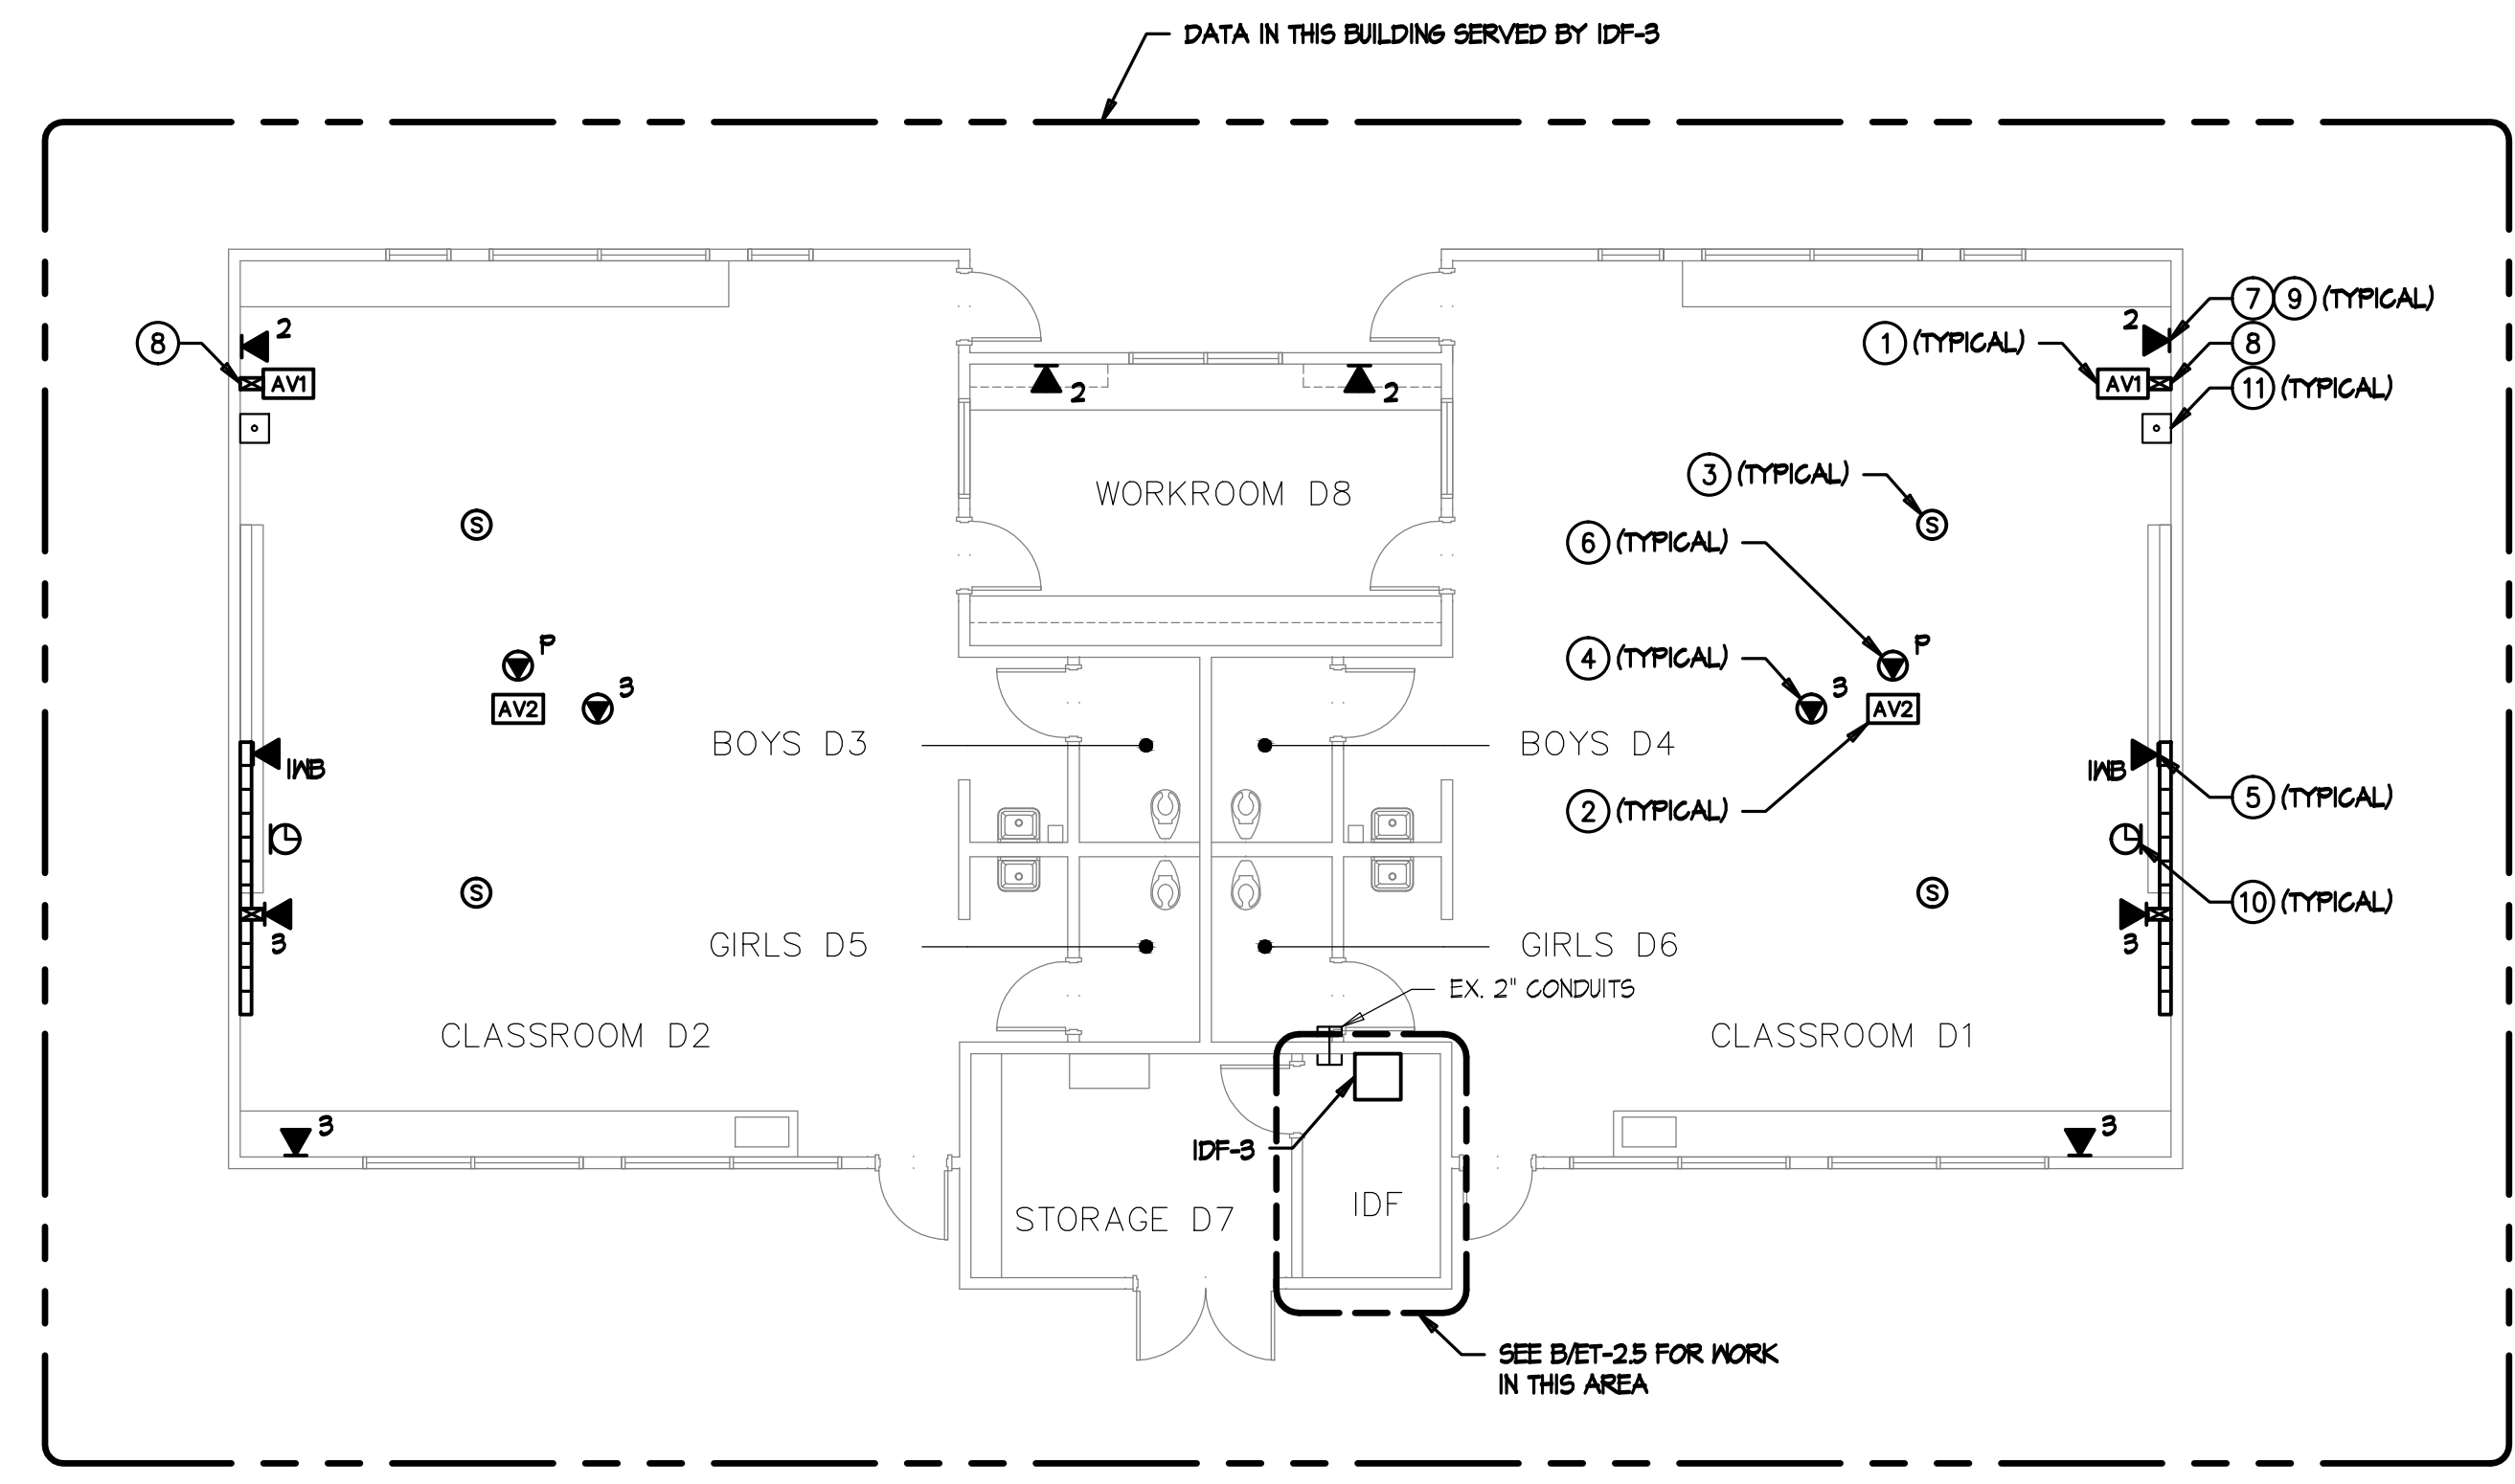 DATA IN THIS BUILDING SERVED BY IDF-3
7 9 (TYPICAL)
2
2
8
1 (TYPICAL)
8
AV1
AV1
11 (TYPICAL)
2
2
3 (TYPICAL)
WORKROOM D8
S
S
6 (TYPICAL)
P
P
4 (TYPICAL)
3
3
AV2
AV2
BOYS D3
BOYS D4
IWB
IWB
5 (TYPICAL)
2 (TYPICAL)
S
S
10 (TYPICAL)
3
3
GIRLS D5
GIRLS D6
EX. 2" CONDUITS
CLASSROOM D2
CLASSROOM D1
3
3
IDF-3
IDF
STORAGE D7
SEE B/ET-2.5 FOR WORK
IN THIS AREA